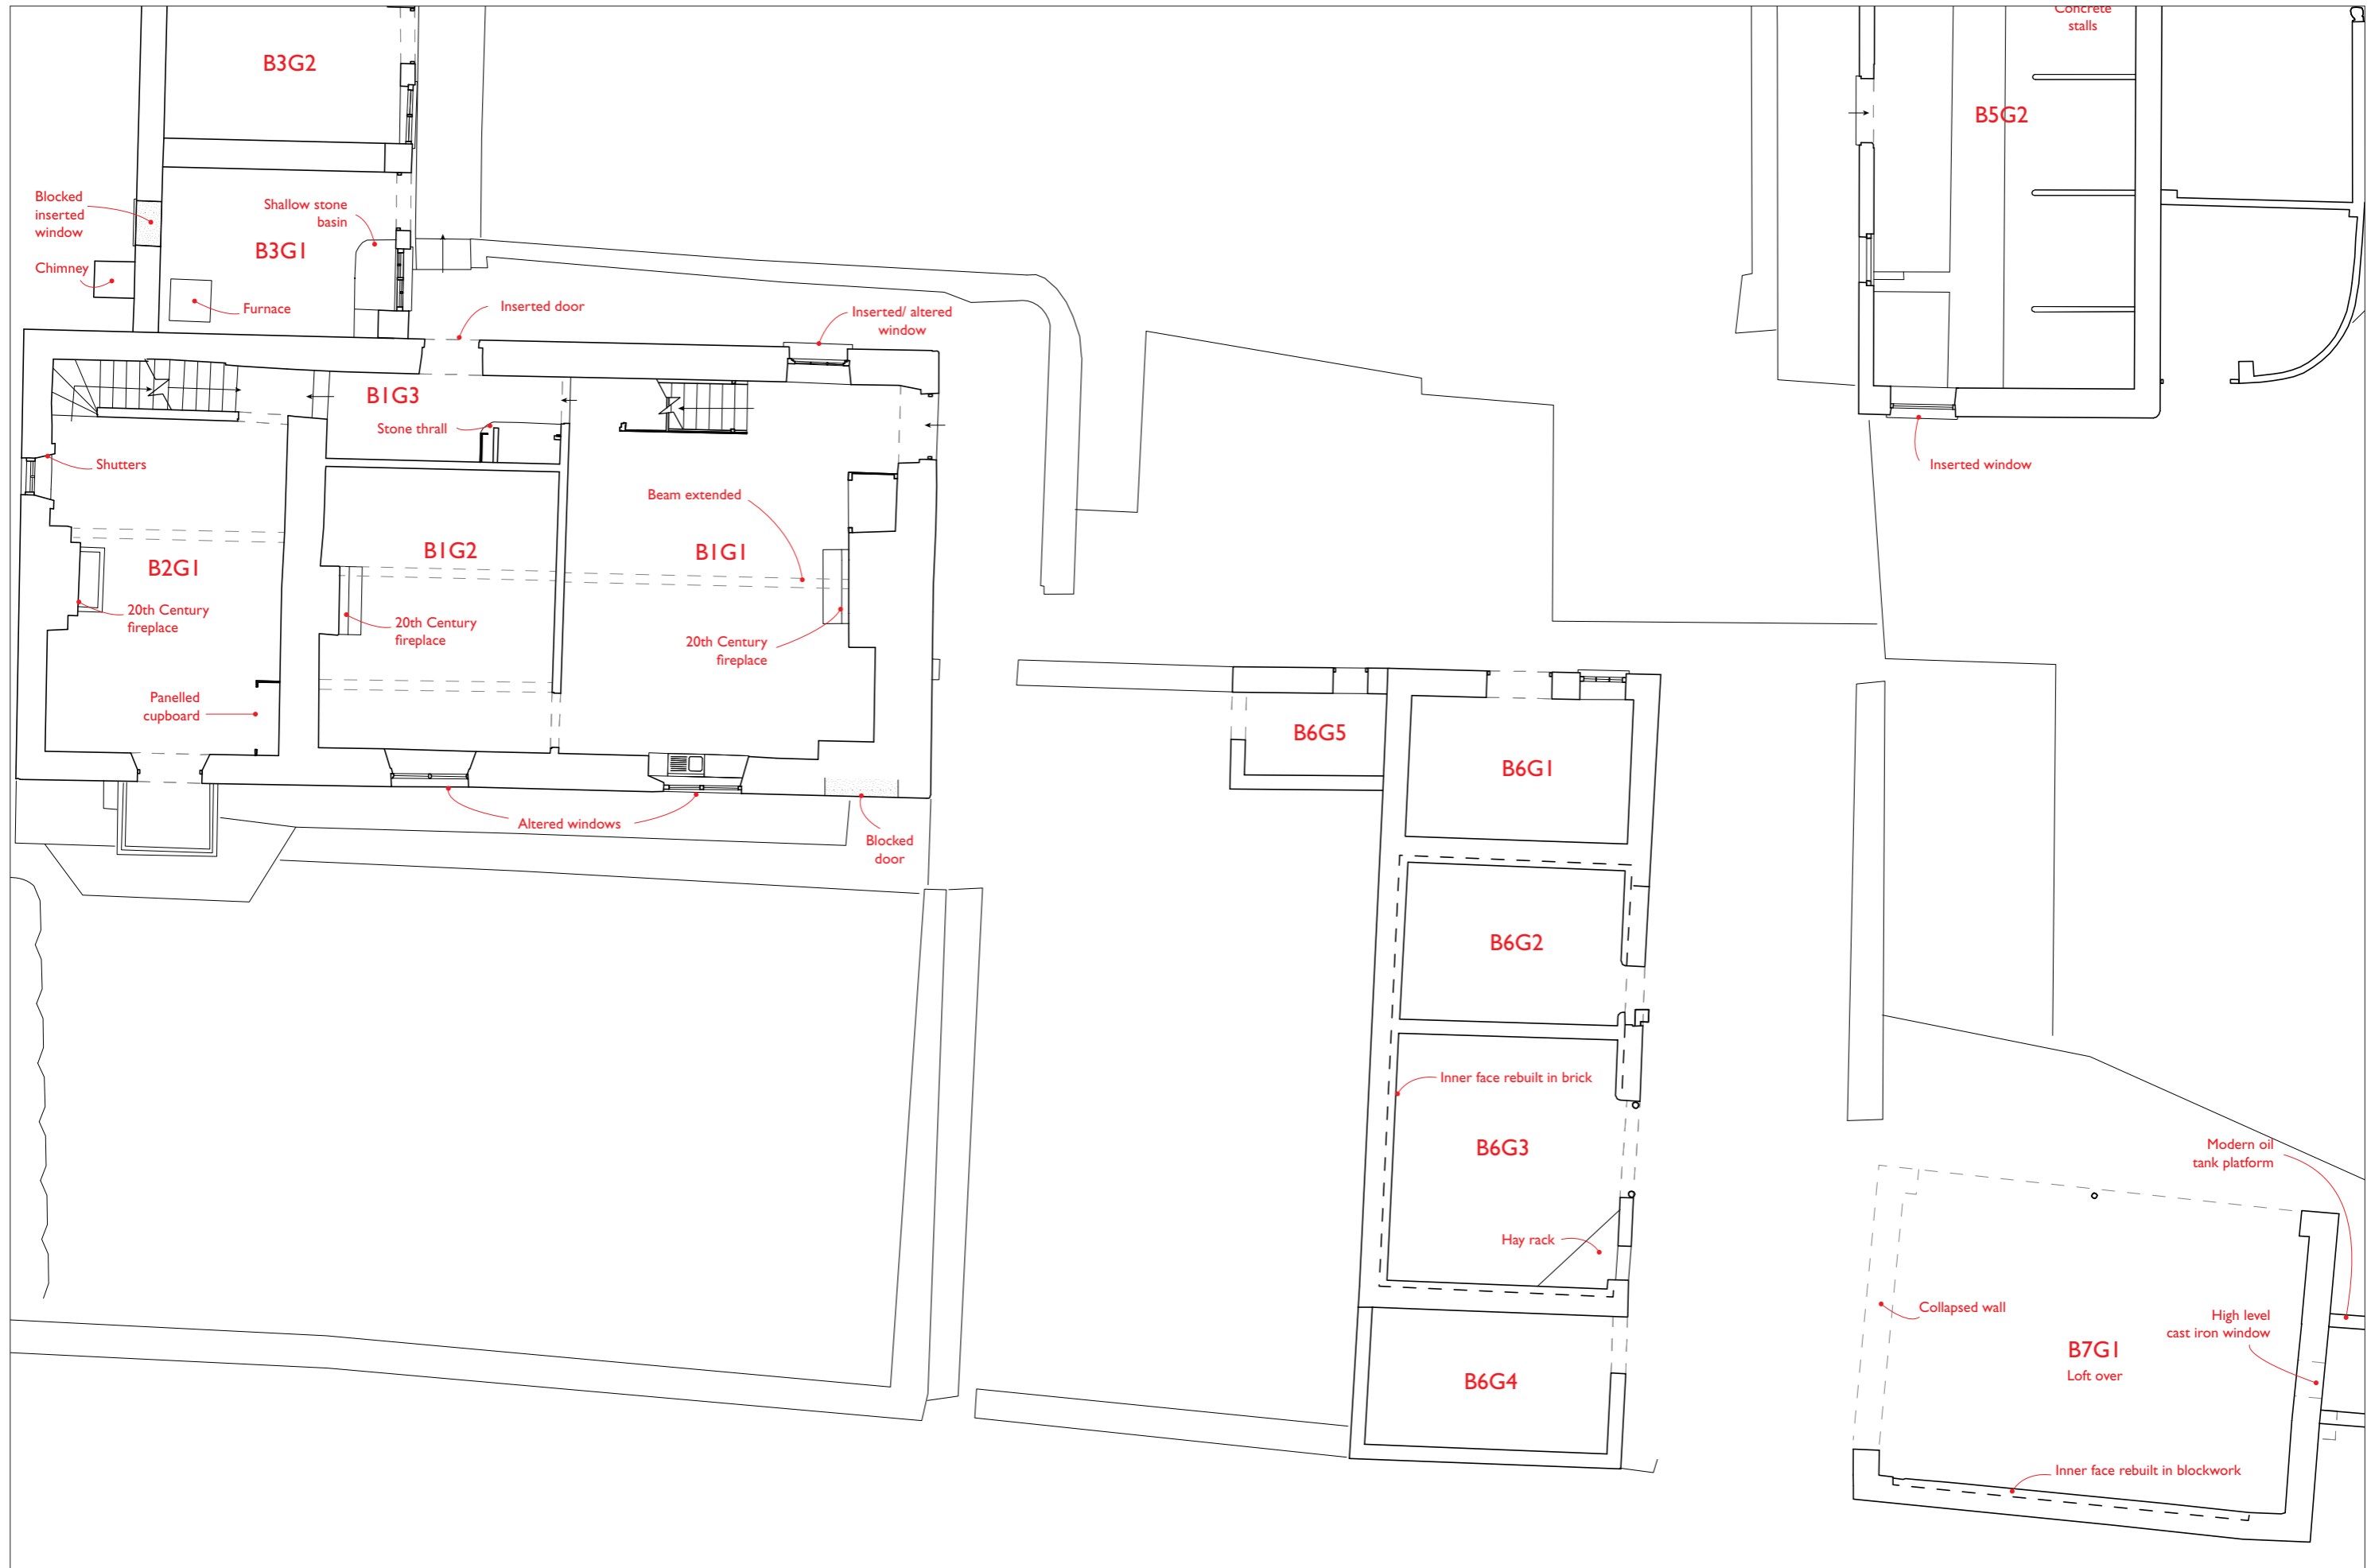 Concrete
stalls
B3G2
B5G2
Blocked
inserted
window
Shallow stone
basin
B3G1
Chimney
Furnace
Inserted door
Inserted/ altered
window
B1G3
Stone thrall
Shutters
Inserted window
Beam extended
B1G2
B1G1
B2G1
20th Century
fireplace
20th Century
fireplace
20th Century
fireplace
Panelled
cupboard
B6G5
B6G1
Altered windows
Blocked
door
B6G2
Inner face rebuilt in brick
B6G3
Modern oil
tank platform
Hay rack
Collapsed wall
High level
cast iron window
B7G1
Loft over
B6G4
Inner face rebuilt in blockwork